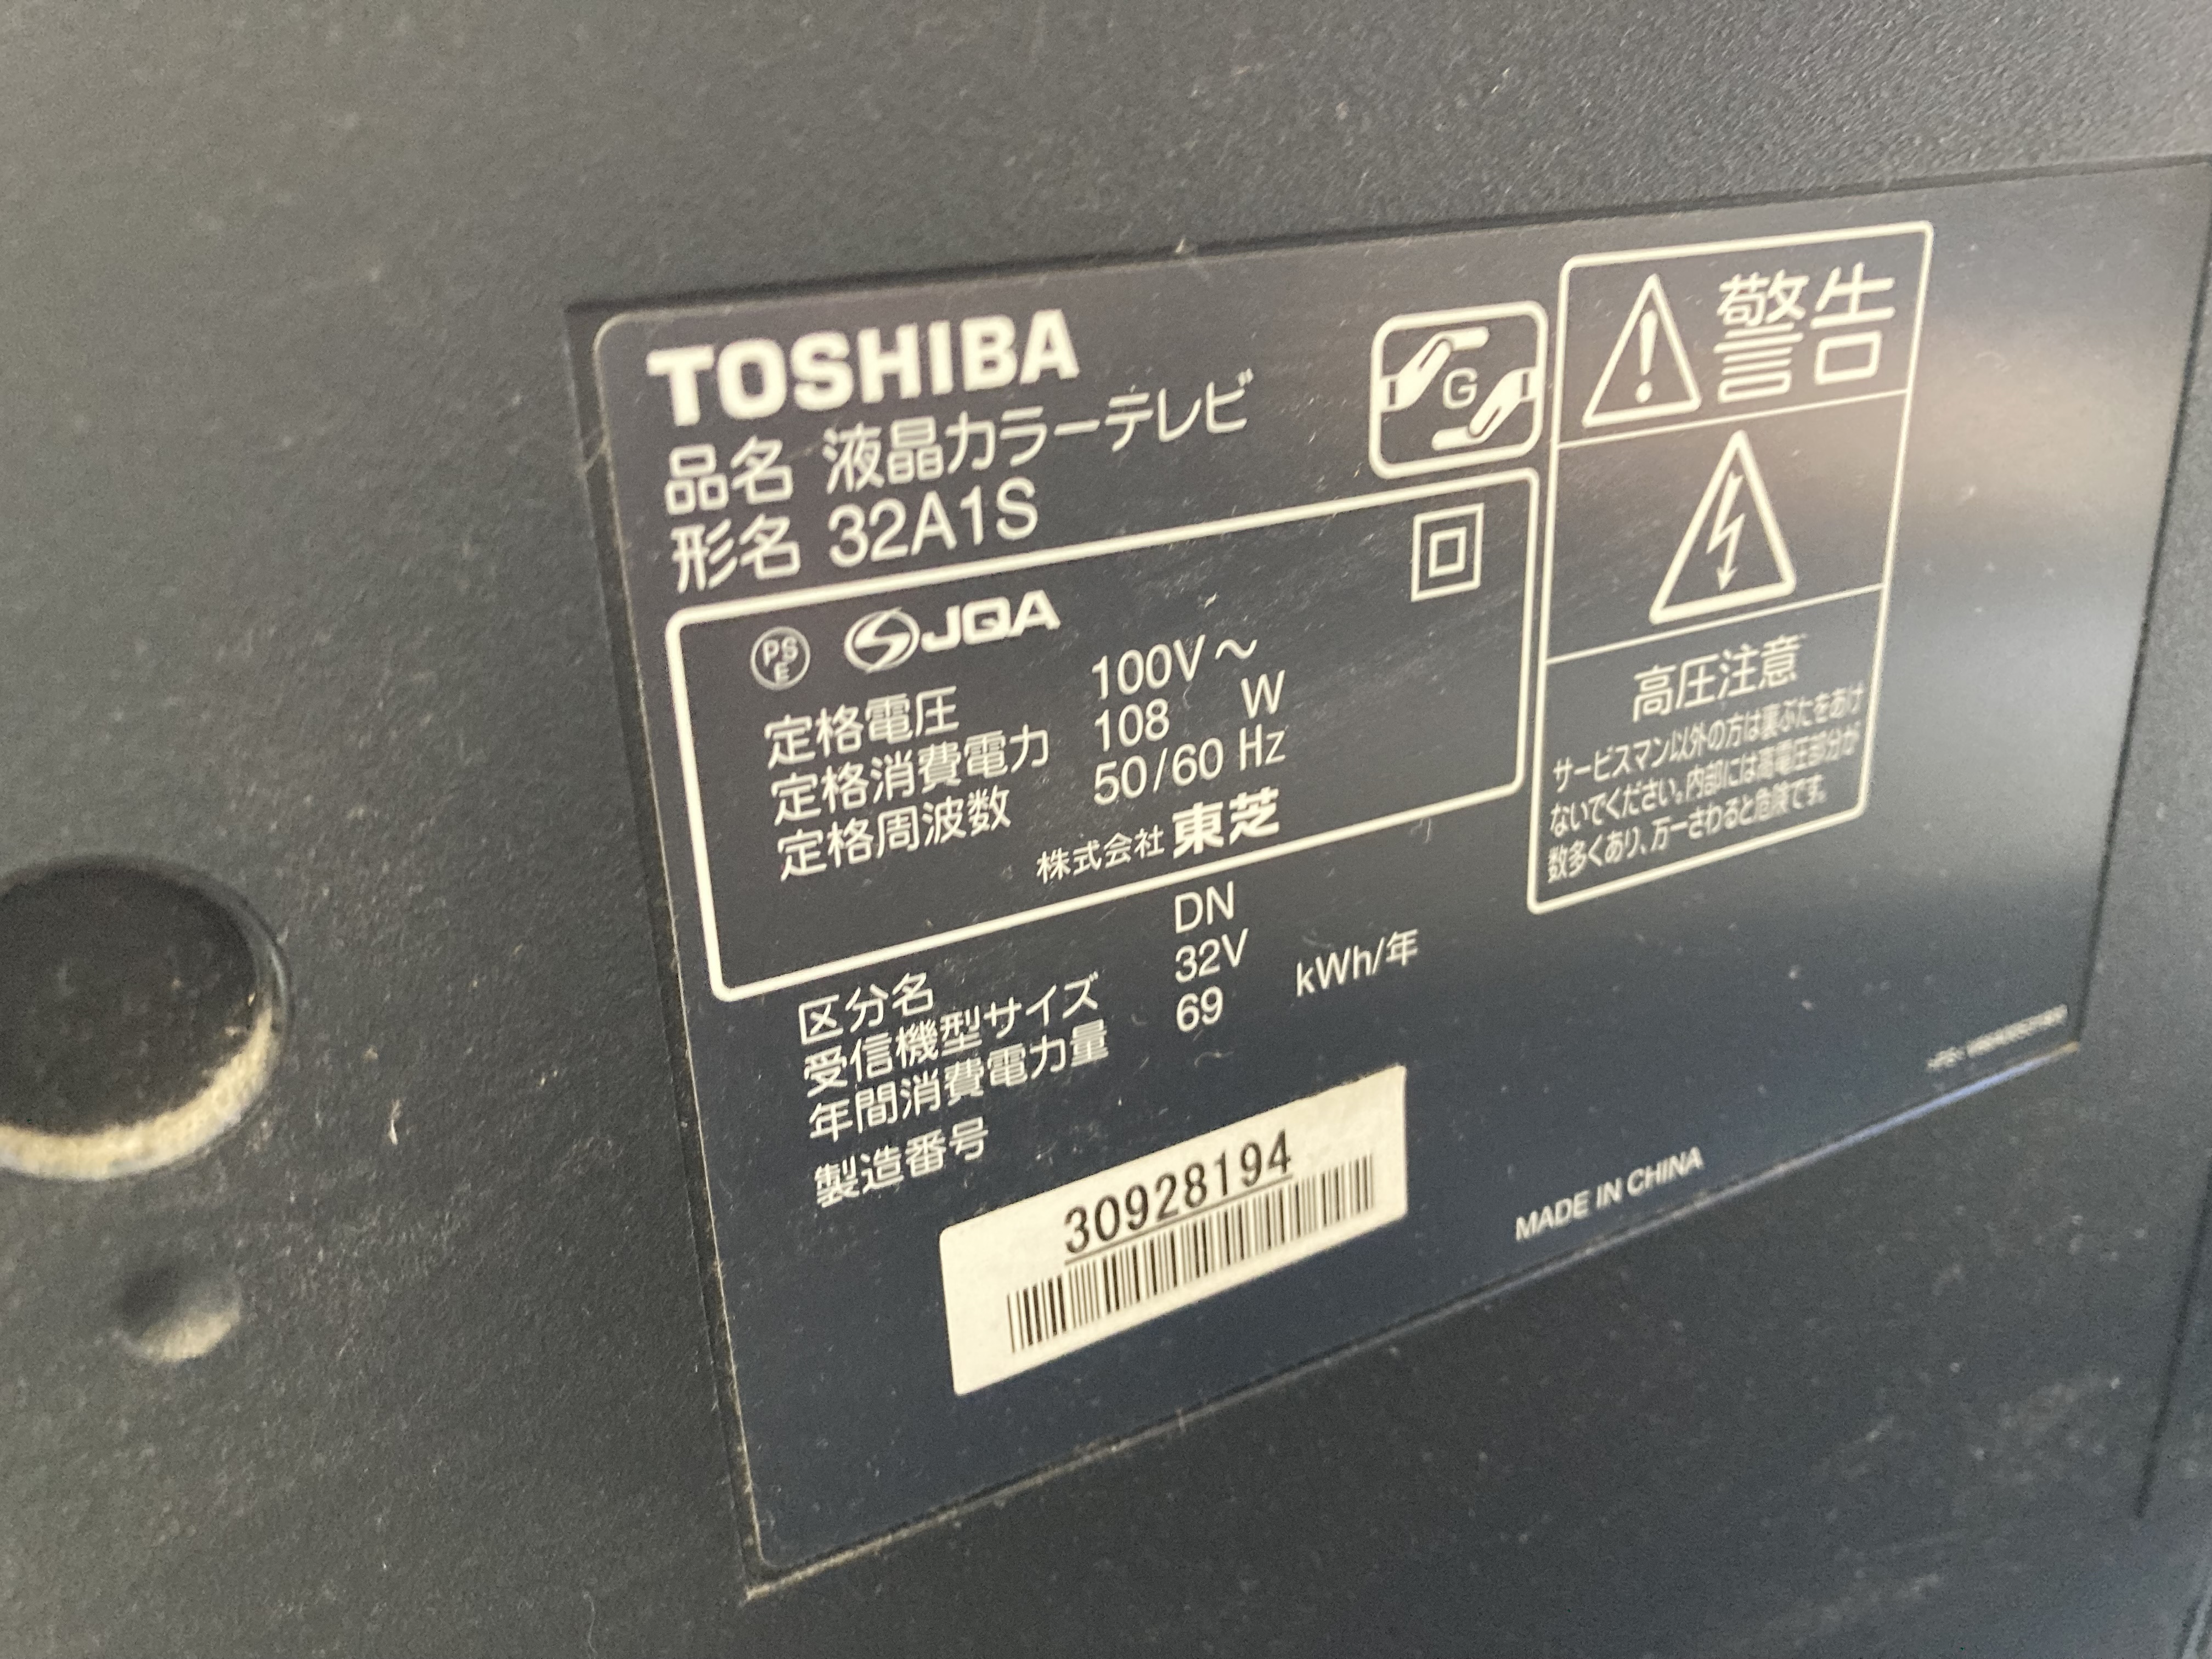 TOSHIBA
品名 液晶カラーテレビ
形名 32A1S
G
PS
E
JQA
定格電圧 100V～
定格消費電力 108 W
定格周波数 50/60 Hz
株式会社 東芝
区分名 DN
受信機型サイズ 32V
年間消費電力量 69 kWh/年
製造番号
30928194
警告
高圧注意
サービスマン以外の方は裏ぶたをあけ
ないでください。内部には高電圧部分が
数多くあり、万一さわると危険です。
MADE IN CHINA